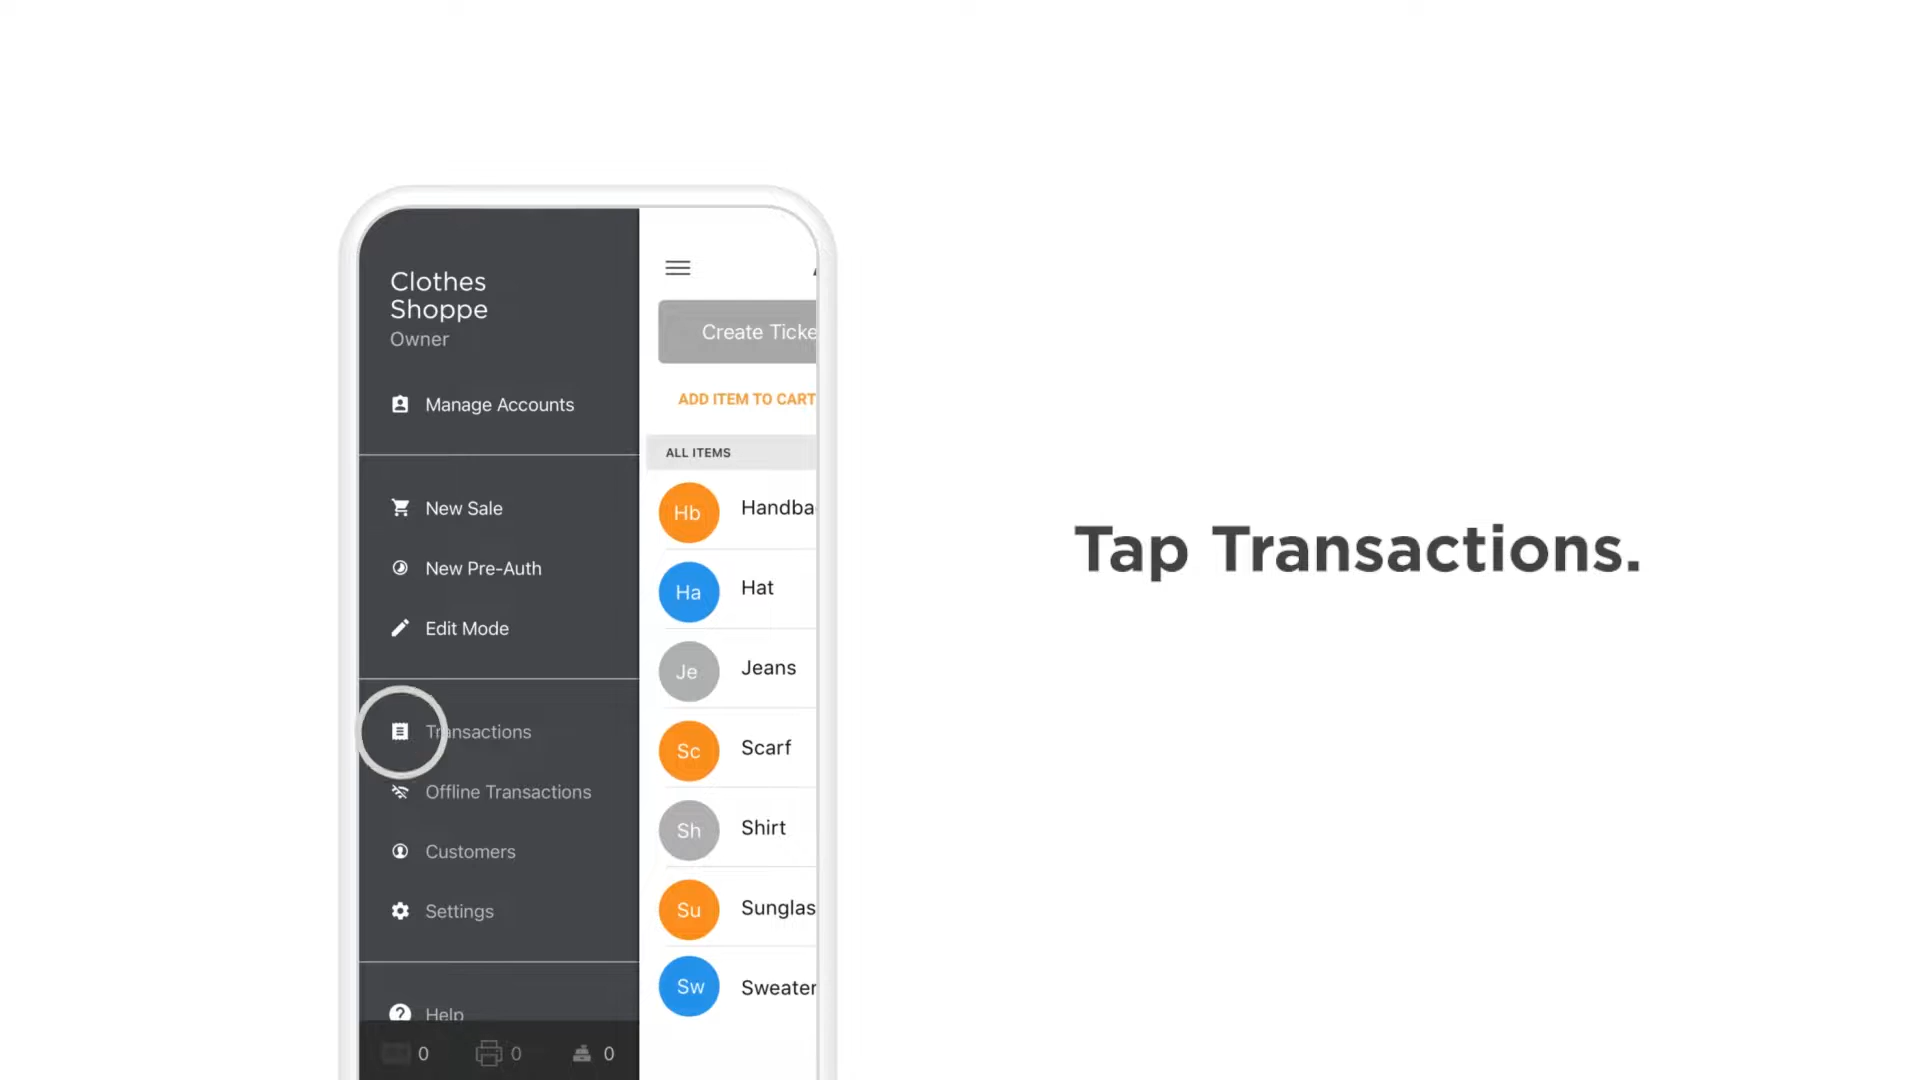 Clothes
Shoppe
Owner
Manage Accounts
New Sale
New Pre-Auth
Edit Mode
Transactions
Offline Transactions
Customers
Settings
Help
0 0 0
Create Ticke
ADD ITEM TO CART
ALL ITEMS
Hb Handba
Ha Hat
Je Jeans
Sc Scarf
Sh Shirt
Su Sunglas
Sw Sweater
Tap Transactions.